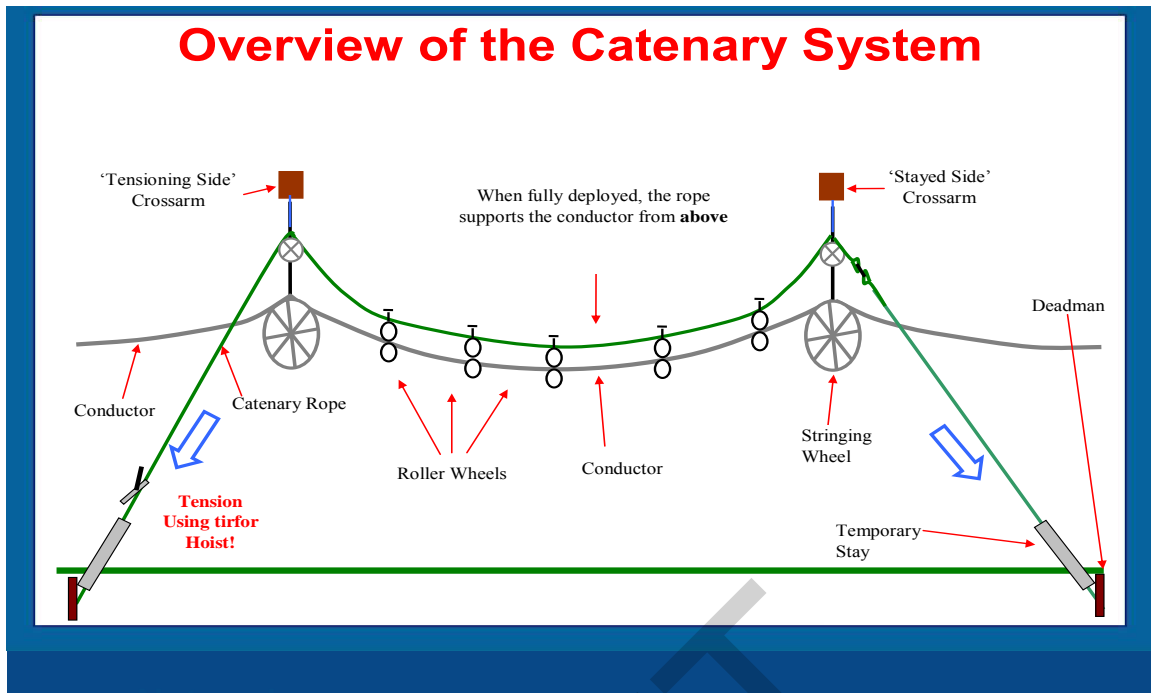 Overview of the Catenary System
‘Tensioning Side’
Crossarm
When fully deployed, the rope
supports the conductor from above
‘Stayed Side’
Crossarm
Deadman
Conductor
Catenary Rope
Roller Wheels
Conductor
Stringing
Wheel
Tension
Using tirfor
Hoist!
Temporary
Stay
T